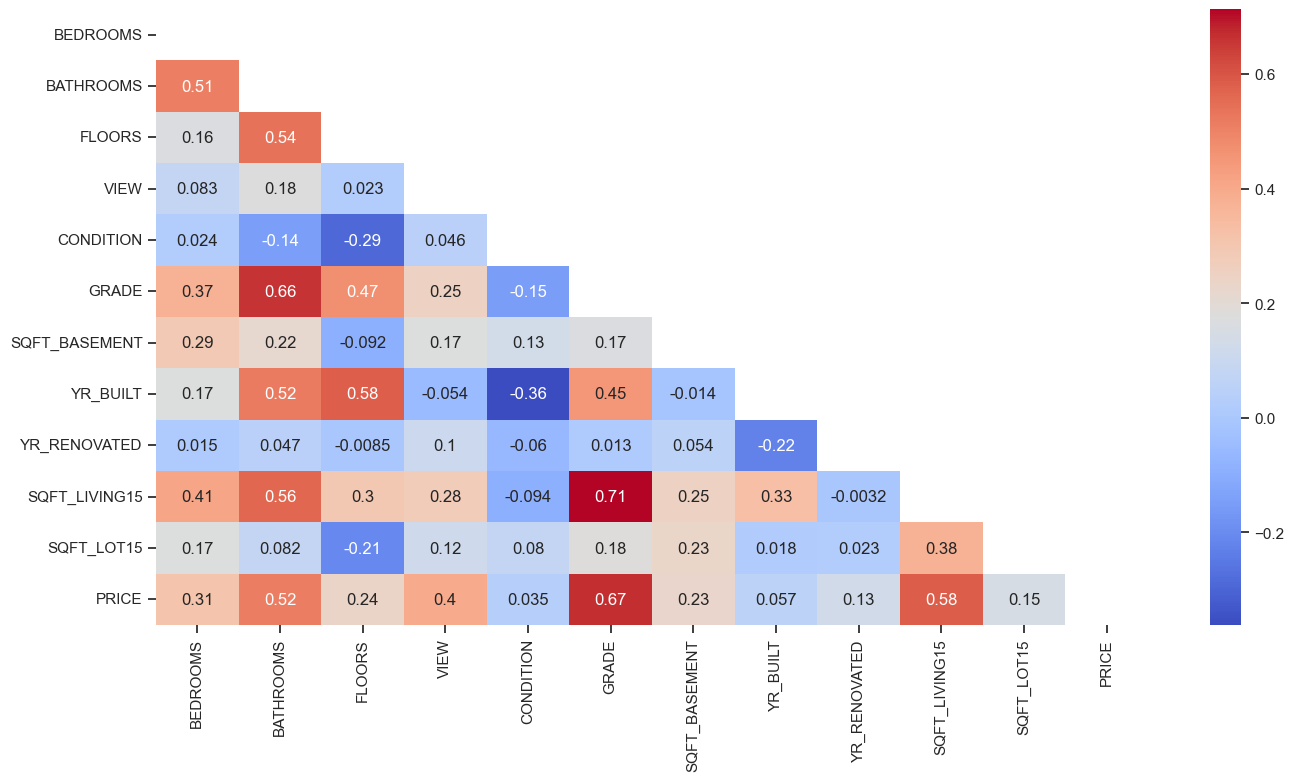 BEDROOMS
BATHROOMS 0.51
FLOORS 0.16 0.54
VIEW 0.083 0.18 0.023
CONDITION 0.024 -0.14 -0.29 0.046
GRADE 0.37 0.66 0.47 0.25 -0.15
SQFT_BASEMENT 0.29 0.22 -0.092 0.17 0.13 0.17
YR_BUILT 0.17 0.52 0.58 -0.054 -0.36 0.45 -0.014
YR_RENOVATED 0.015 0.047 -0.0085 0.1 -0.06 0.013 0.054 -0.22
SQFT_LIVING15 0.41 0.56 0.3 0.28 -0.094 0.71 0.25 0.33 -0.0032
SQFT_LOT15 0.17 0.082 -0.21 0.12 0.08 0.18 0.23 0.018 0.023 0.38
PRICE 0.31 0.52 0.24 0.4 0.035 0.67 0.23 0.057 0.13 0.58 0.15
BEDROOMS
BATHROOMS
FLOORS
VIEW
CONDITION
GRADE
SQFT_BASEMENT
YR_BUILT
YR_RENOVATED
SQFT_LIVING15
SQFT_LOT15
PRICE
0.6
0.4
0.2
0.0
−0.2